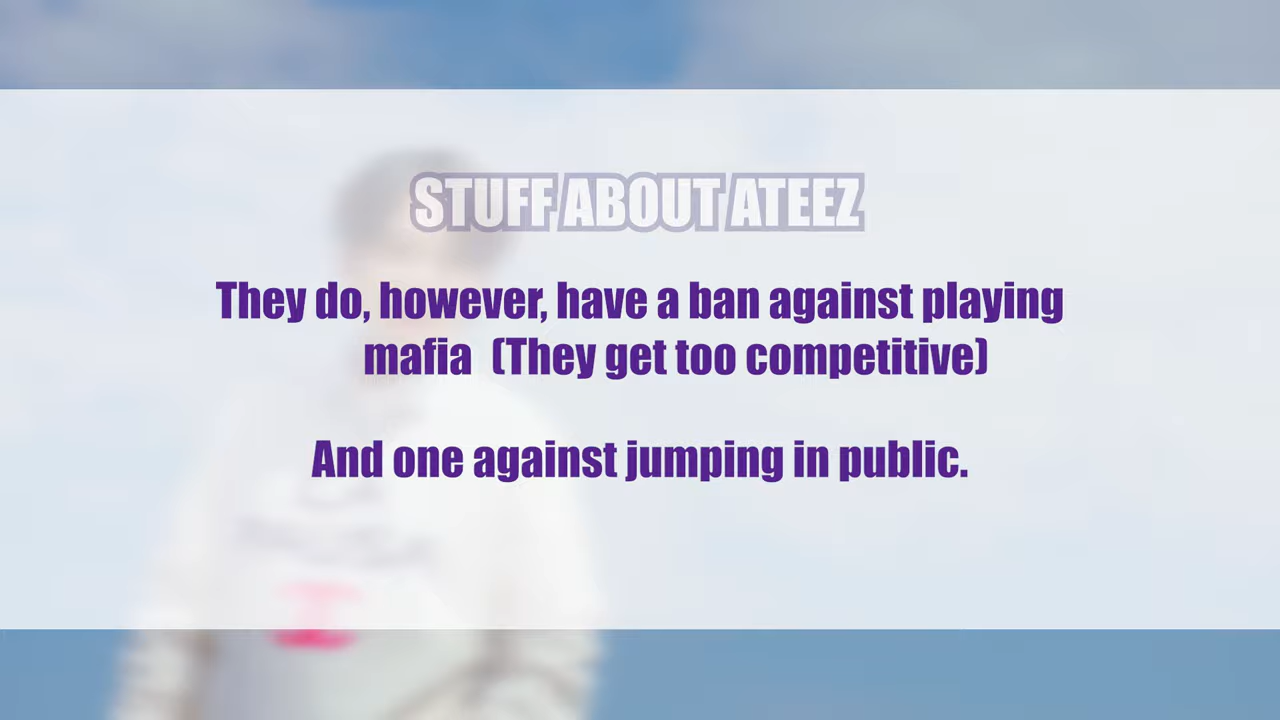 STUFF ABOUT ATEEZ
They do, however, have a ban against playing
mafia (They get too competitive)
And one against jumping in public.